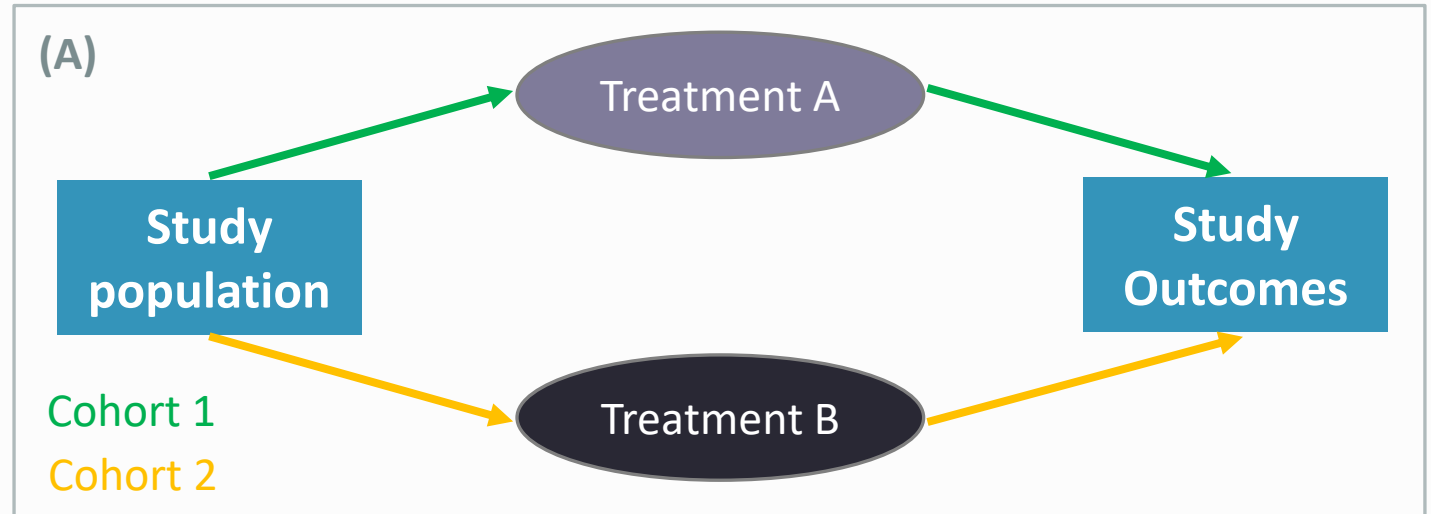 (A)
Treatment A
Study
population
Study
Outcomes
Treatment B
Cohort 1
Cohort 2